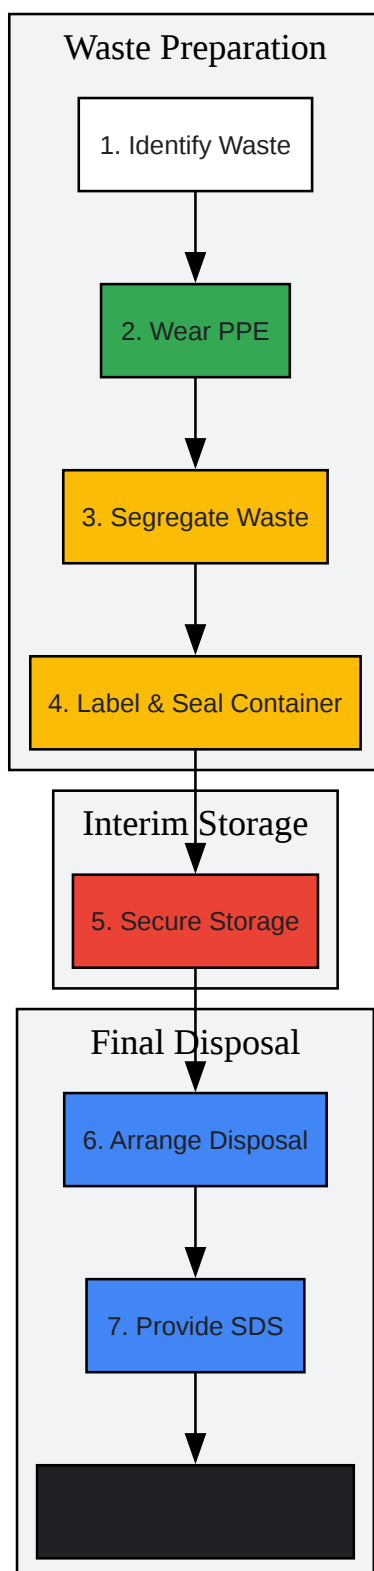 Waste Preparation
1. Identify Waste
2. Wear PPE
3. Segregate Waste
4. Label & Seal Container
Interim Storage
5. Secure Storage
Final Disposal
6. Arrange Disposal
7. Provide SDS